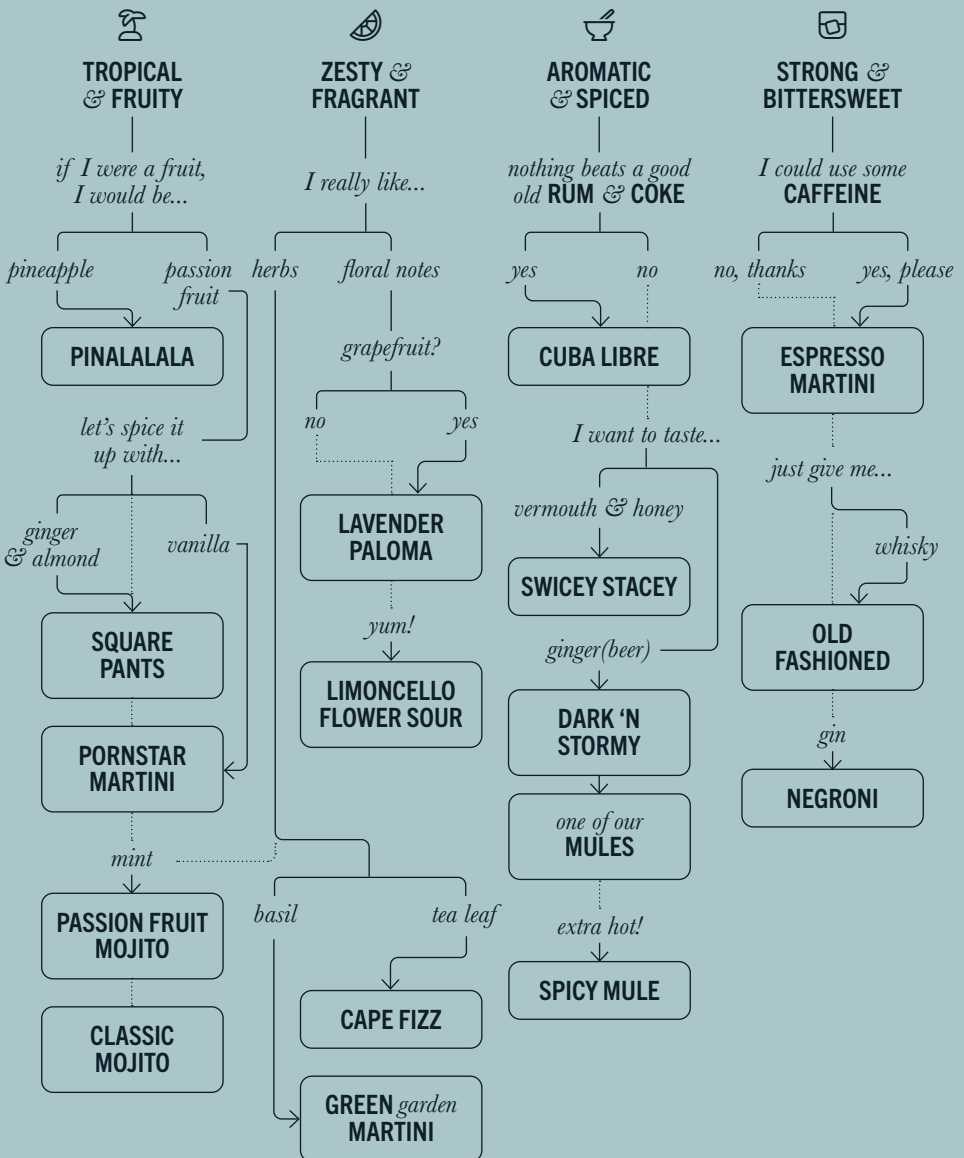 TROPICAL
& FRUITY
if I were a fruit,
I would be...
pineapple
passion
fruit
PINALALALA
let's spice it
up with...
ginger
& almond
vanilla
SQUARE
PANTS
PORNSTAR
MARTINI
mint
PASSION FRUIT
MOJITO
CLASSIC
MOJITO
ZESTY &
FRAGRANT
I really like...
herbs
floral notes
grapefruit?
no
yes
LAVENDER
PALOMA
yum!
LIMONCELLO
FLOWER SOUR
basil
tea leaf
CAPE FIZZ
GREEN garden
MARTINI
AROMATIC
& SPICED
nothing beats a good
old RUM & COKE
yes
no
CUBA LIBRE
I want to taste...
vermouth & honey
SWICEY STACEY
ginger(beer)
DARK ‘N
STORMY
one of our
MULES
extra hot!
SPICY MULE
STRONG &
BITTERSWEET
I could use some
CAFFEINE
no, thanks
yes, please
ESPRESSO
MARTINI
just give me...
whisky
OLD
FASHIONED
gin
NEGRONI